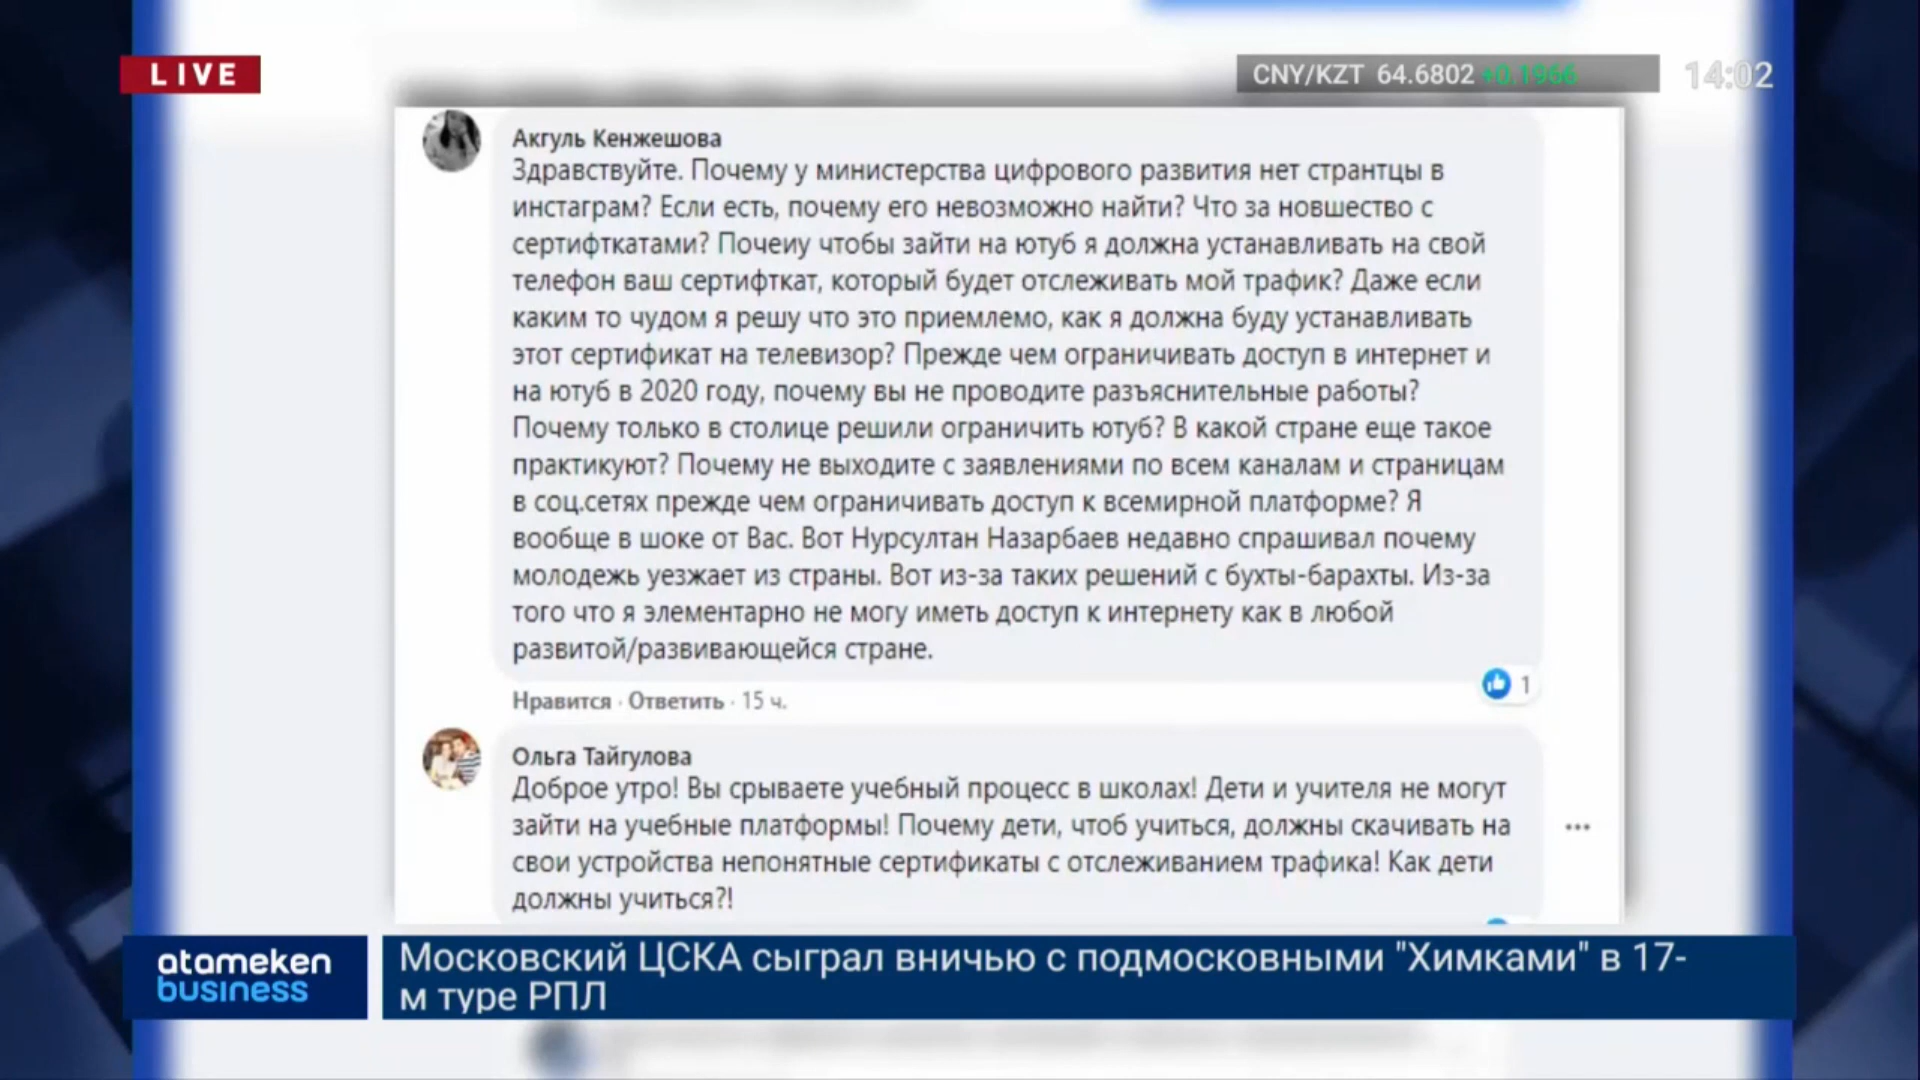 LIVE
CNY/KZT 64.6802 +0.1966
14:02
Акгуль Кенжешова
Здравствуйте. Почему у министерства цифрового развития нет странтцы в
инстаграм? Если есть, почему его невозможно найти? Что за новшество с
сертифткатами? Почеиу чтобы зайти на ютуб я должна устанавливать на свой
телефон ваш сертифткат, который будет отслеживать мой трафик? Даже если
каким то чудом я решу что это приемлемо, как я должна буду устанавливать
этот сертификат на телевизор? Прежде чем ограничивать доступ в интернет и
на ютуб в 2020 году, почему вы не проводите разъяснительные работы?
Почему только в столице решили ограничить ютуб? В какой стране еще такое
практикуют? Почему не выходите с заявлениями по всем каналам и страницам
в соц.сетях прежде чем ограничивать доступ к всемирной платформе? Я
вообще в шоке от Вас. Вот Нурсултан Назарбаев недавно спрашивал почему
молодежь уезжает из страны. Вот из-за таких решений с бухты-барахты. Из-за
того что я элементарно не могу иметь доступ к интернету как в любой
развитой/развивающейся стране.
1
Нравится · Ответить · 15 ч.
Ольга Тайгулова
Доброе утро! Вы срываете учебный процесс в школах! Дети и учителя не могут
зайти на учебные платформы! Почему дети, чтоб учиться, должны скачивать на
свои устройства непонятные сертификаты с отслеживанием трафика! Как дети
должны учиться?!
atameken
business
Московский ЦСКА сыграл вничью с подмосковными "Химками" в 17-
м туре РПЛ